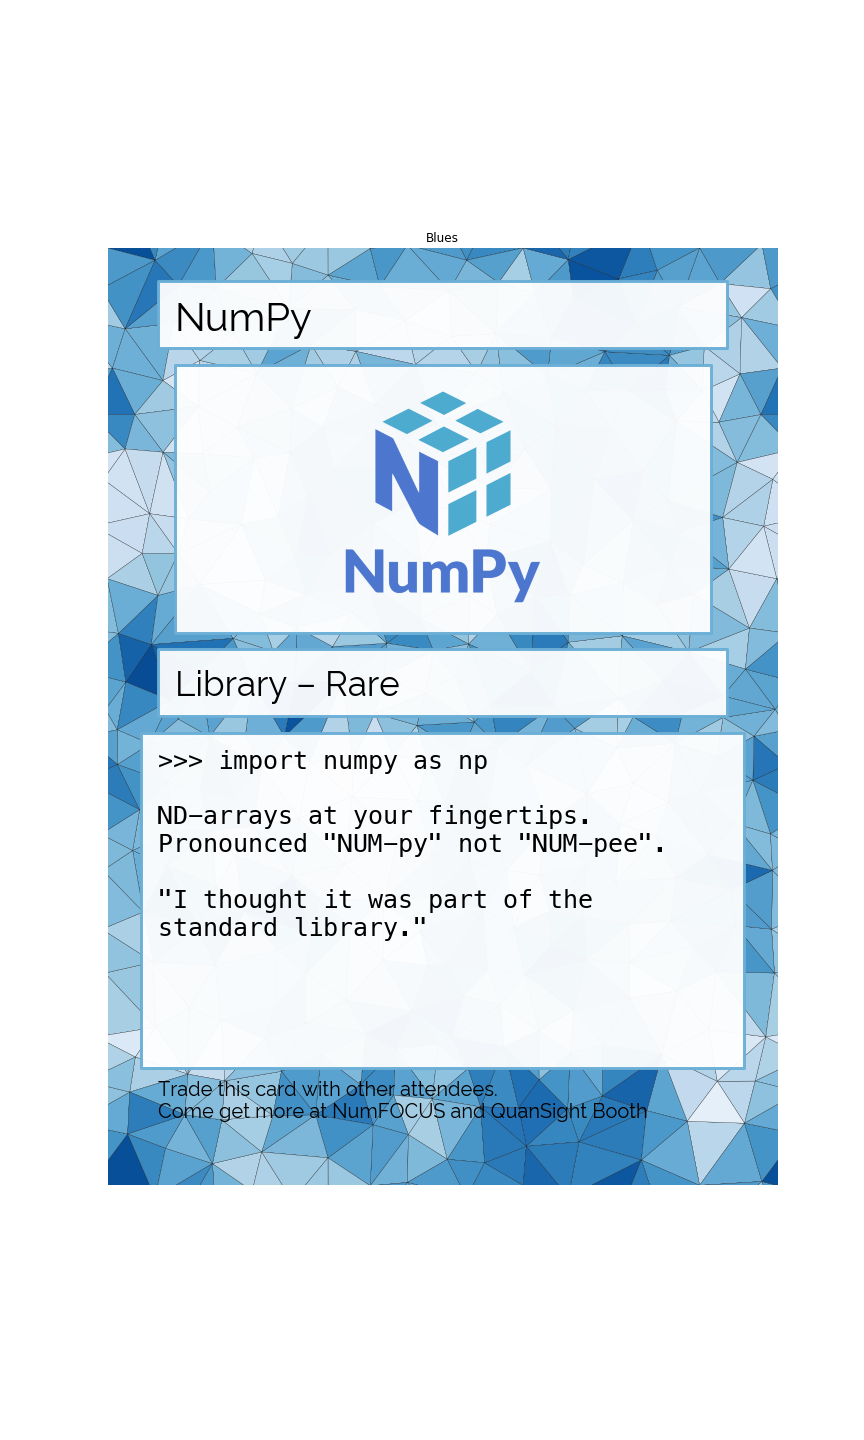 Blues
NumPy
NumPy
Library – Rare
>>> import numpy as np
ND-arrays at your fingertips.
Pronounced "NUM-py" not "NUM-pee".
"I thought it was part of the
standard library."
Trade this card with other attendees.
Come get more at NumFOCUS and QuanSight Booth